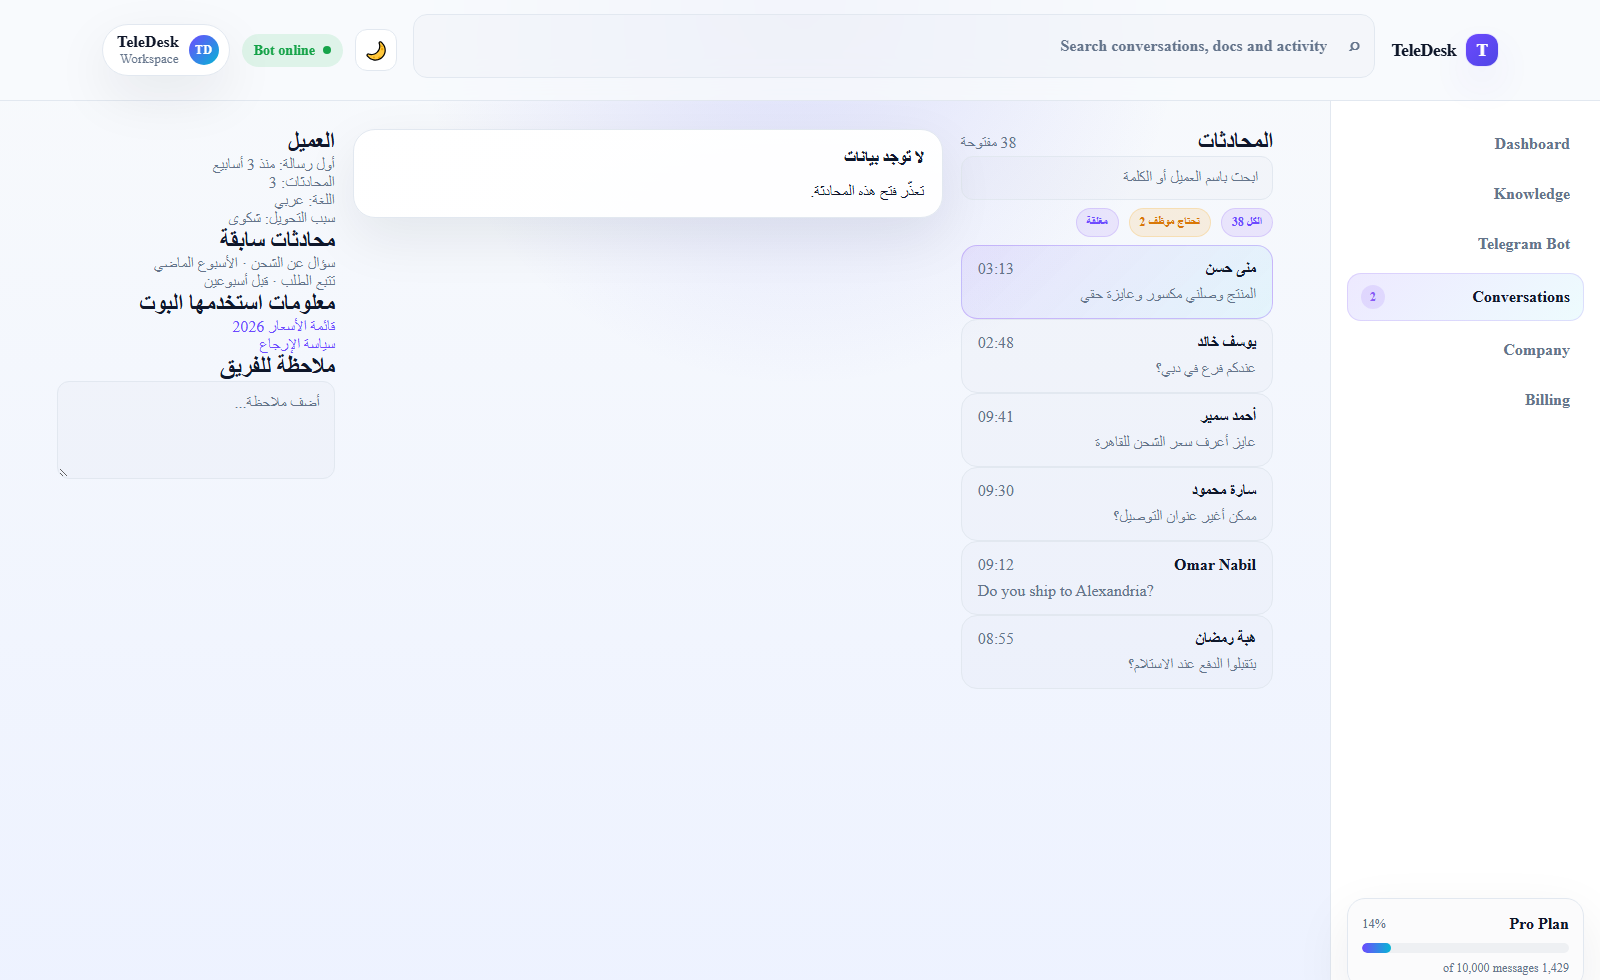 T TeleDesk
Search conversations, docs and activity
Bot online
TD TeleDesk
Workspace
Dashboard
Knowledge
Telegram Bot
Conversations 2
Company
Billing
Pro Plan 14%
of 10,000 messages 1,429
المحادثات 38 مفتوحة
ابحث باسم العميل أو الكلمة
الكل 38 تحتاج موظف 2 مغلقة
منى حسن 03:13
المنتج وصلني مكسور وعايزة حقي
يوسف خالد 02:48
عندكم فرع في دبي؟
أحمد سمير 09:41
عايز أعرف سعر الشحن للقاهرة
سارة محمود 09:30
ممكن أغير عنوان التوصيل؟
Omar Nabil 09:12
Do you ship to Alexandria?
هبة رمضان 08:55
بتقبلوا الدفع عند الاستلام؟
لا توجد بيانات
تعذّر فتح هذه المحادثة.
العميل
أول رسالة: منذ 3 أسابيع
المحادثات: 3
اللغة: عربي
سبب التحويل: شكوى
محادثات سابقة
سؤال عن الشحن · الأسبوع الماضي
تتبع الطلب · قبل أسبوعين
معلومات استخدمها البوت
قائمة الأسعار 2026
سياسة الإرجاع
ملاحظة للفريق
أضف ملاحظة...